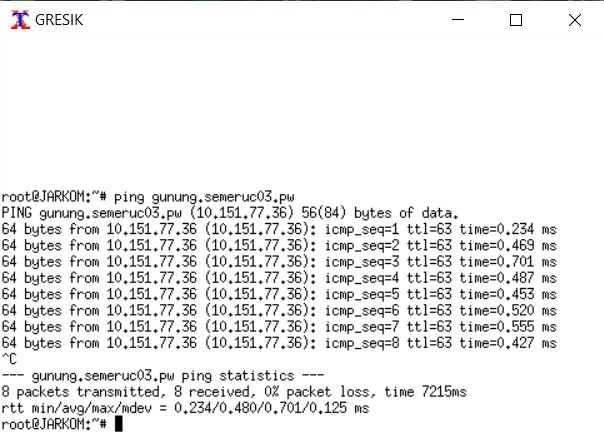 GRESIK
root@JARKOM:~# ping gunung.semeruc03.pw
PING gunung.semeruc03.pw (10.151.77.36) 56(84) bytes of data.
64 bytes from 10.151.77.36 (10.151.77.36): icmp_seq=1 ttl=63 time=0.234 ms
64 bytes from 10.151.77.36 (10.151.77.36): icmp_seq=2 ttl=63 time=0.469 ms
64 bytes from 10.151.77.36 (10.151.77.36): icmp_seq=3 ttl=63 time=0.701 ms
64 bytes from 10.151.77.36 (10.151.77.36): icmp_seq=4 ttl=63 time=0.487 ms
64 bytes from 10.151.77.36 (10.151.77.36): icmp_seq=5 ttl=63 time=0.453 ms
64 bytes from 10.151.77.36 (10.151.77.36): icmp_seq=6 ttl=63 time=0.520 ms
64 bytes from 10.151.77.36 (10.151.77.36): icmp_seq=7 ttl=63 time=0.555 ms
64 bytes from 10.151.77.36 (10.151.77.36): icmp_seq=8 ttl=63 time=0.427 ms
^C
--- gunung.semeruc03.pw ping statistics ---
8 packets transmitted, 8 received, 0% packet loss, time 7215ms
rtt min/avg/max/mdev = 0.234/0.480/0.701/0.125 ms
root@JARKOM:~#